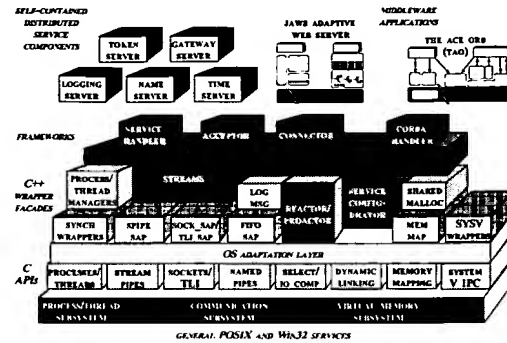 SELF-CONTAINED
DISTRIBUTED
SERVICE
COMPONENTS
TOKEN
SERVER
GATEWAY
SERVER
LOGGING
SERVER
NAME
SERVER
TIME
SERVER
JAWS ADAPTIVE
WEB SERVER
MIDDLEWARE
APPLICATIONS
THE ACE ORB
(TAO)
FRAMEWORKS
SERVICE
HANDLER
ACCEPTOR
CONNECTOR
CORBA
HANDLER
C++
WRAPPER
FACADES
PROCESS/
THREAD
MANAGERS
STREAMS
LOG
MSG
REACTOR/
PROACTOR
SERVICE
CONFIG-
URATOR
SHARED
MALLOC
SYNCH
WRAPPERS
SPIPE
SAP
SOCK_SAP/
TLI_SAP
FIFO
SAP
MEM
MAP
SYSV
WRAPPERS
OS ADAPTATION LAYER
C
APIS
PROCESSES/
THREADS
STREAM
PIPES
SOCKETS/
TLI
NAMED
PIPES
SELECT/
IO COMP
DYNAMIC
LINKING
MEMORY
MAPPING
SYSTEM
V IPC
PROCESS/THREAD
SUBSYSTEM
COMMUNICATION
SUBSYSTEM
VIRTUAL MEMORY
SUBSYSTEM
GENERAL POSIX AND WIN32 SERVICES